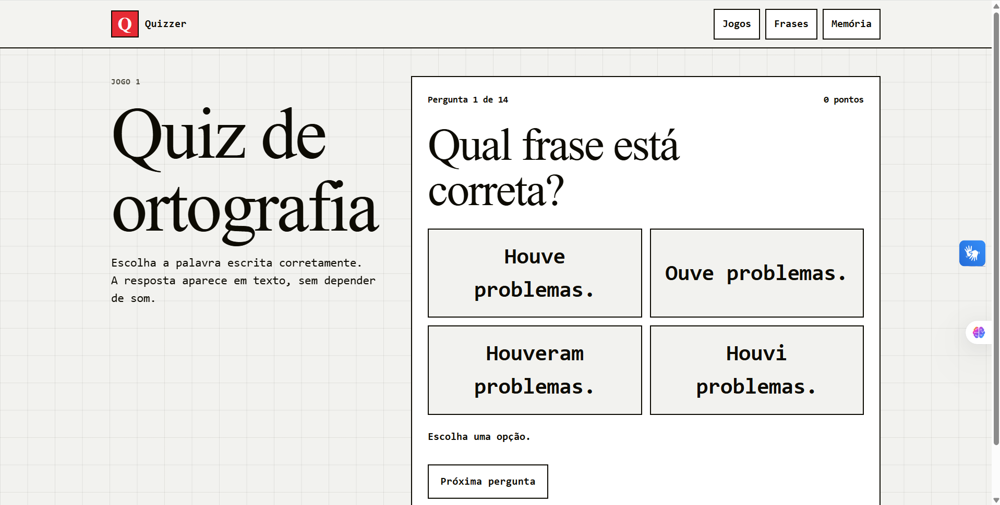 Q
Quizzer
Jogos
Frases
Memória
JOGO 1
Quiz de
ortografia
Escolha a palavra escrita corretamente.
A resposta aparece em texto, sem depender
de som.
Pergunta 1 de 14
0 pontos
Qual frase está
correta?
Houve
problemas.
Ouve problemas.
Houveram
problemas.
Houvi
problemas.
Escolha uma opção.
Próxima pergunta